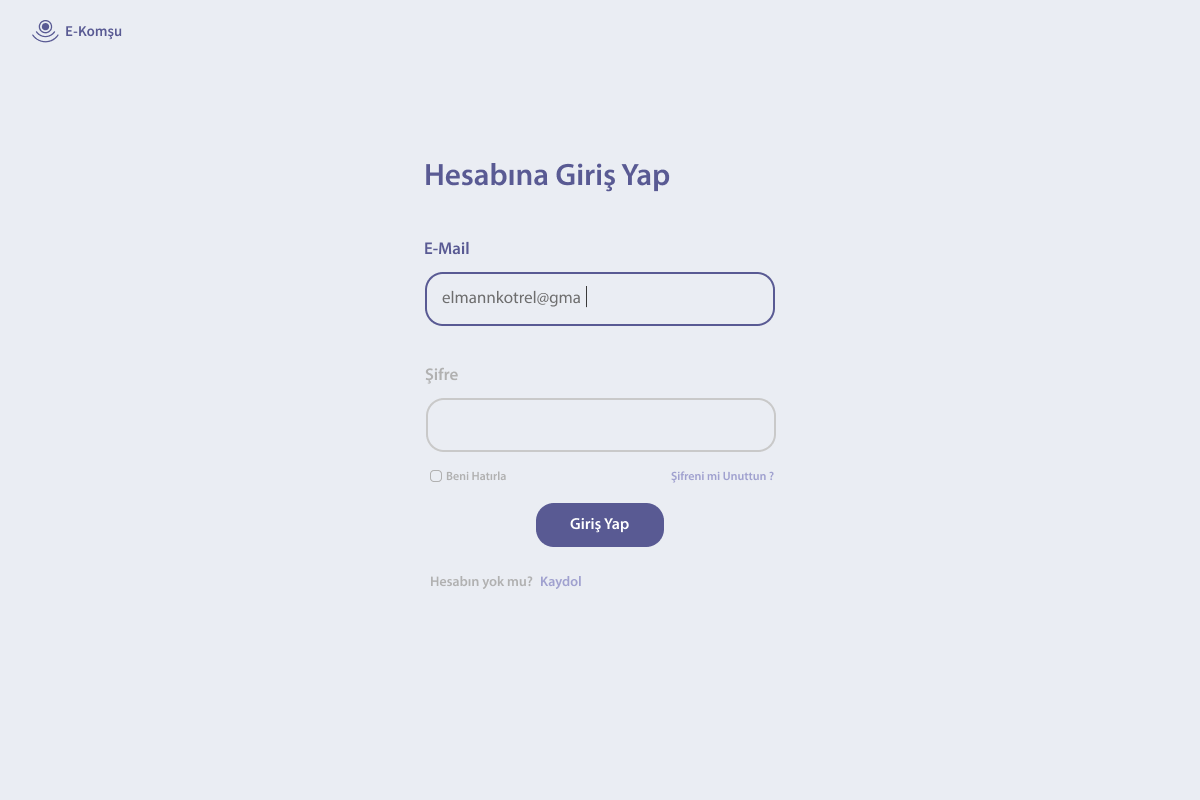 E-Komşu
Hesabına Giriş Yap
E-Mail
elmannkotrel@gma
Şifre
Beni Hatırla Şifreni mi Unuttun ?
Giriş Yap
Hesabın yok mu? Kaydol